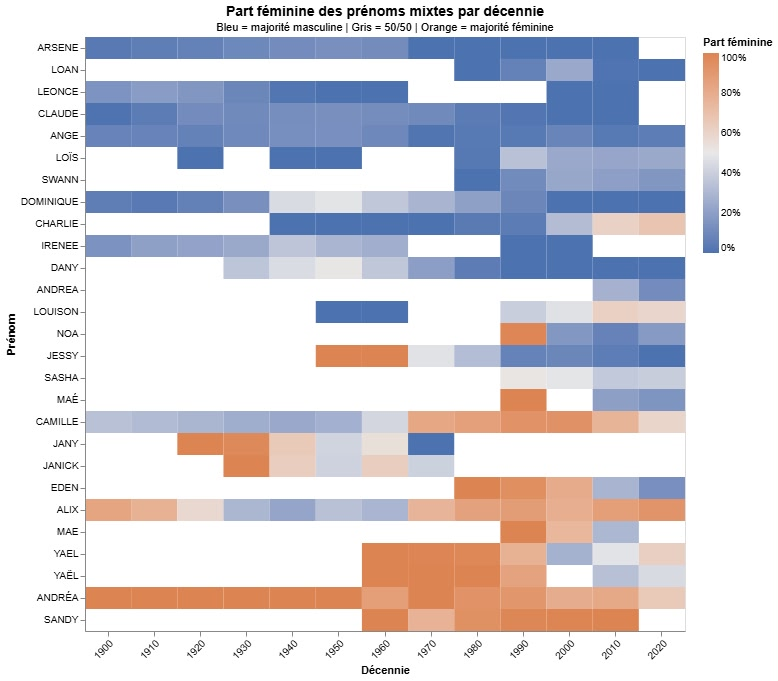 Part féminine des prénoms mixtes par décennie
Bleu = majorité masculine | Gris = 50/50 | Orange = majorité féminine
Part féminine
100%
80%
60%
40%
20%
0%
Prénom
ARSENE
LOAN
LEONCE
CLAUDE
ANGE
LOÏS
SWANN
DOMINIQUE
CHARLIE
IRENEE
DANY
ANDREA
LOUISON
NOA
JESSY
SASHA
MAÉ
CAMILLE
JANY
JANICK
EDEN
ALIX
MAE
YAEL
YAËL
ANDRÉA
SANDY
1900 1910 1920 1930 1940 1950 1960 1970 1980 1990 2000 2010 2020
Décennie